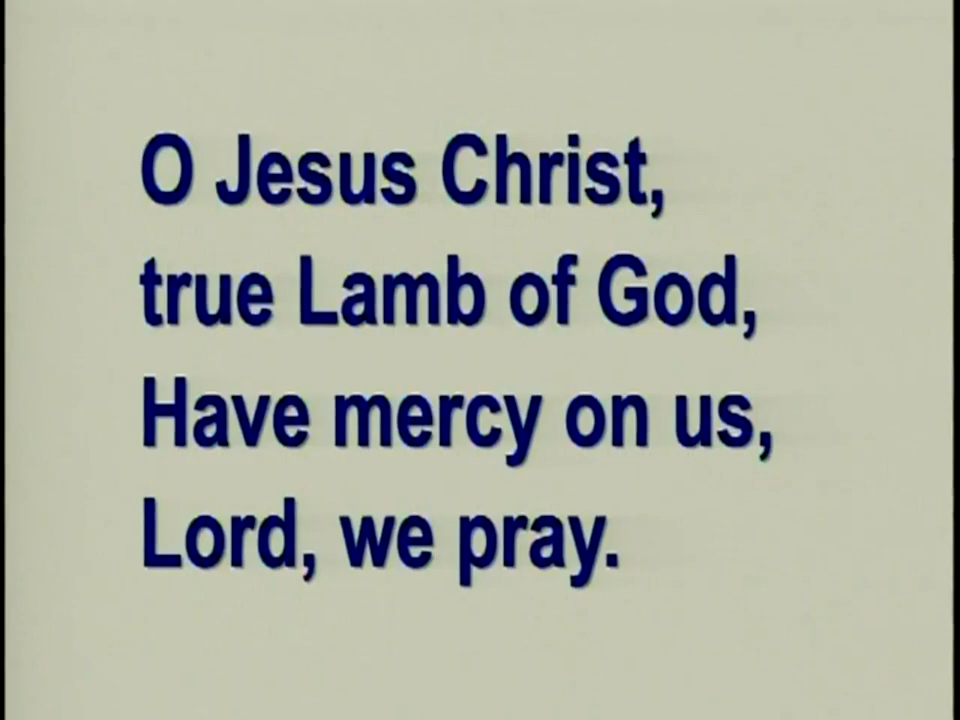 O Jesus Christ,
true Lamb of God,
Have mercy on us,
Lord, we pray.